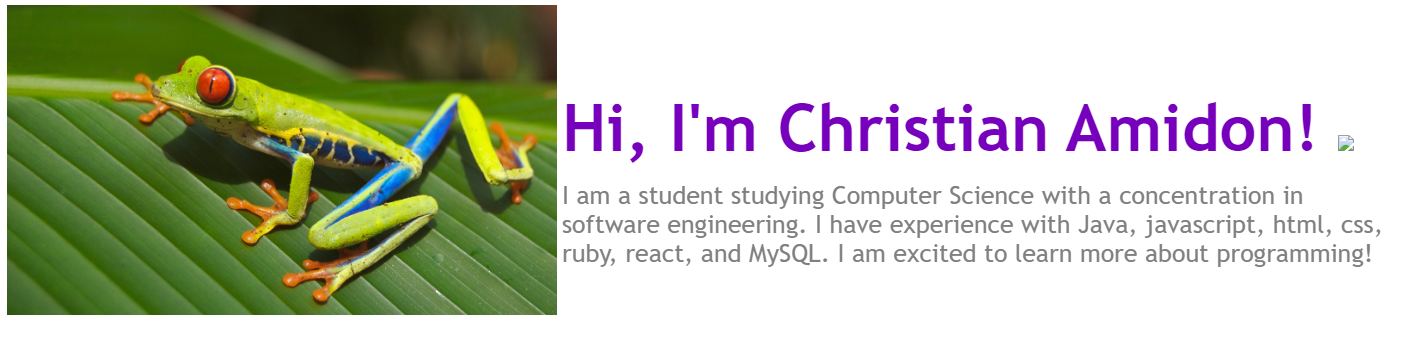 Hi, I'm Christian Amidon!
I am a student studying Computer Science with a concentration in
software engineering. I have experience with Java, javascript, html, css,
ruby, react, and MySQL. I am excited to learn more about programming!